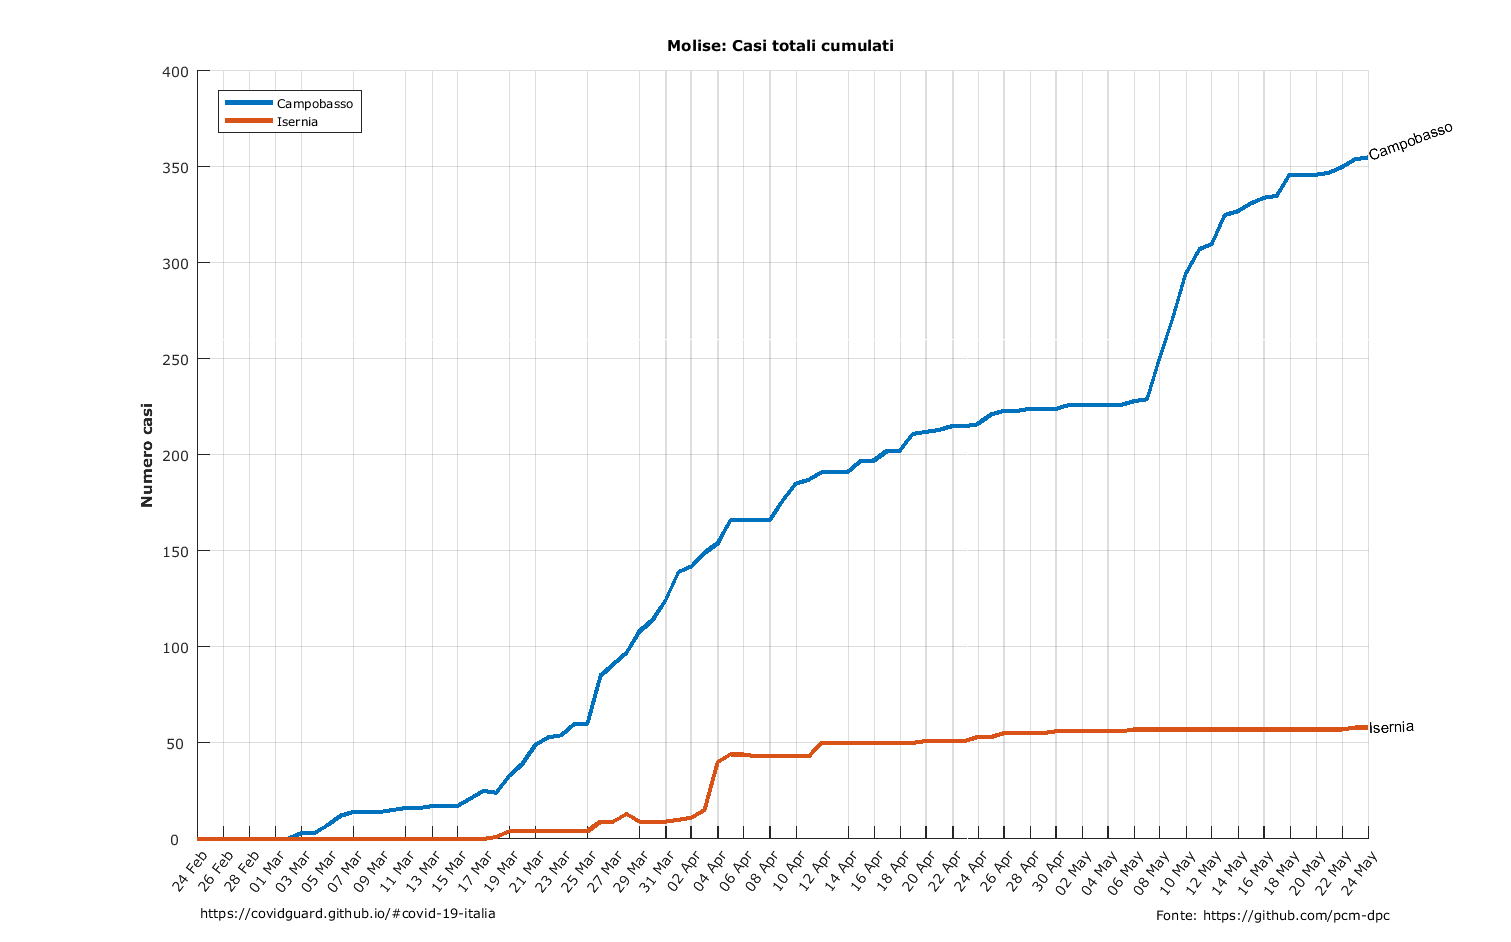 Molise: Casi totali cumulati
400
350
300
250
200
150
100
50
0
Numero casi
Campobasso
Isernia
Campobasso
Isernia
24 Feb
26 Feb
28 Feb
01 Mar
03 Mar
05 Mar
07 Mar
09 Mar
11 Mar
13 Mar
15 Mar
17 Mar
19 Mar
21 Mar
23 Mar
25 Mar
27 Mar
29 Mar
31 Mar
02 Apr
04 Apr
06 Apr
08 Apr
10 Apr
12 Apr
14 Apr
16 Apr
18 Apr
20 Apr
22 Apr
24 Apr
26 Apr
28 Apr
30 Apr
02 May
04 May
06 May
08 May
10 May
12 May
14 May
16 May
18 May
20 May
22 May
24 May
https://covidguard.github.io/#covid-19-italia
Fonte: https://github.com/pcm-dpc